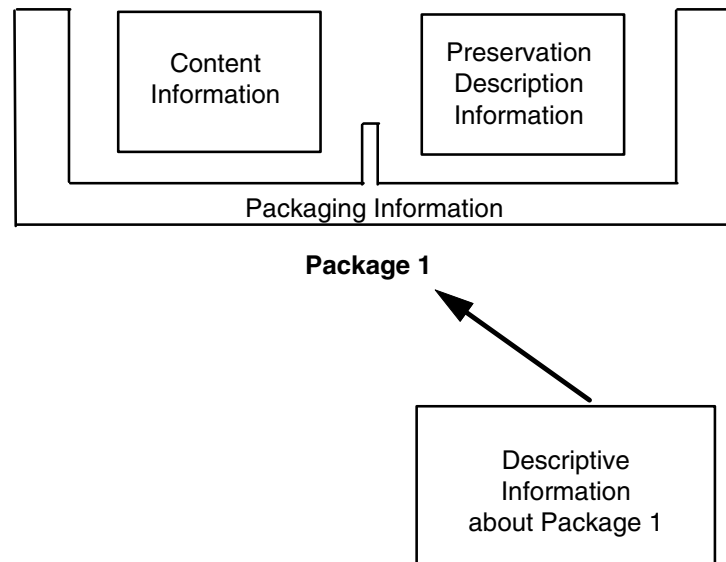 Content
Information
Preservation
Description
Information
Packaging Information
Package 1
Descriptive
Information
about Package 1